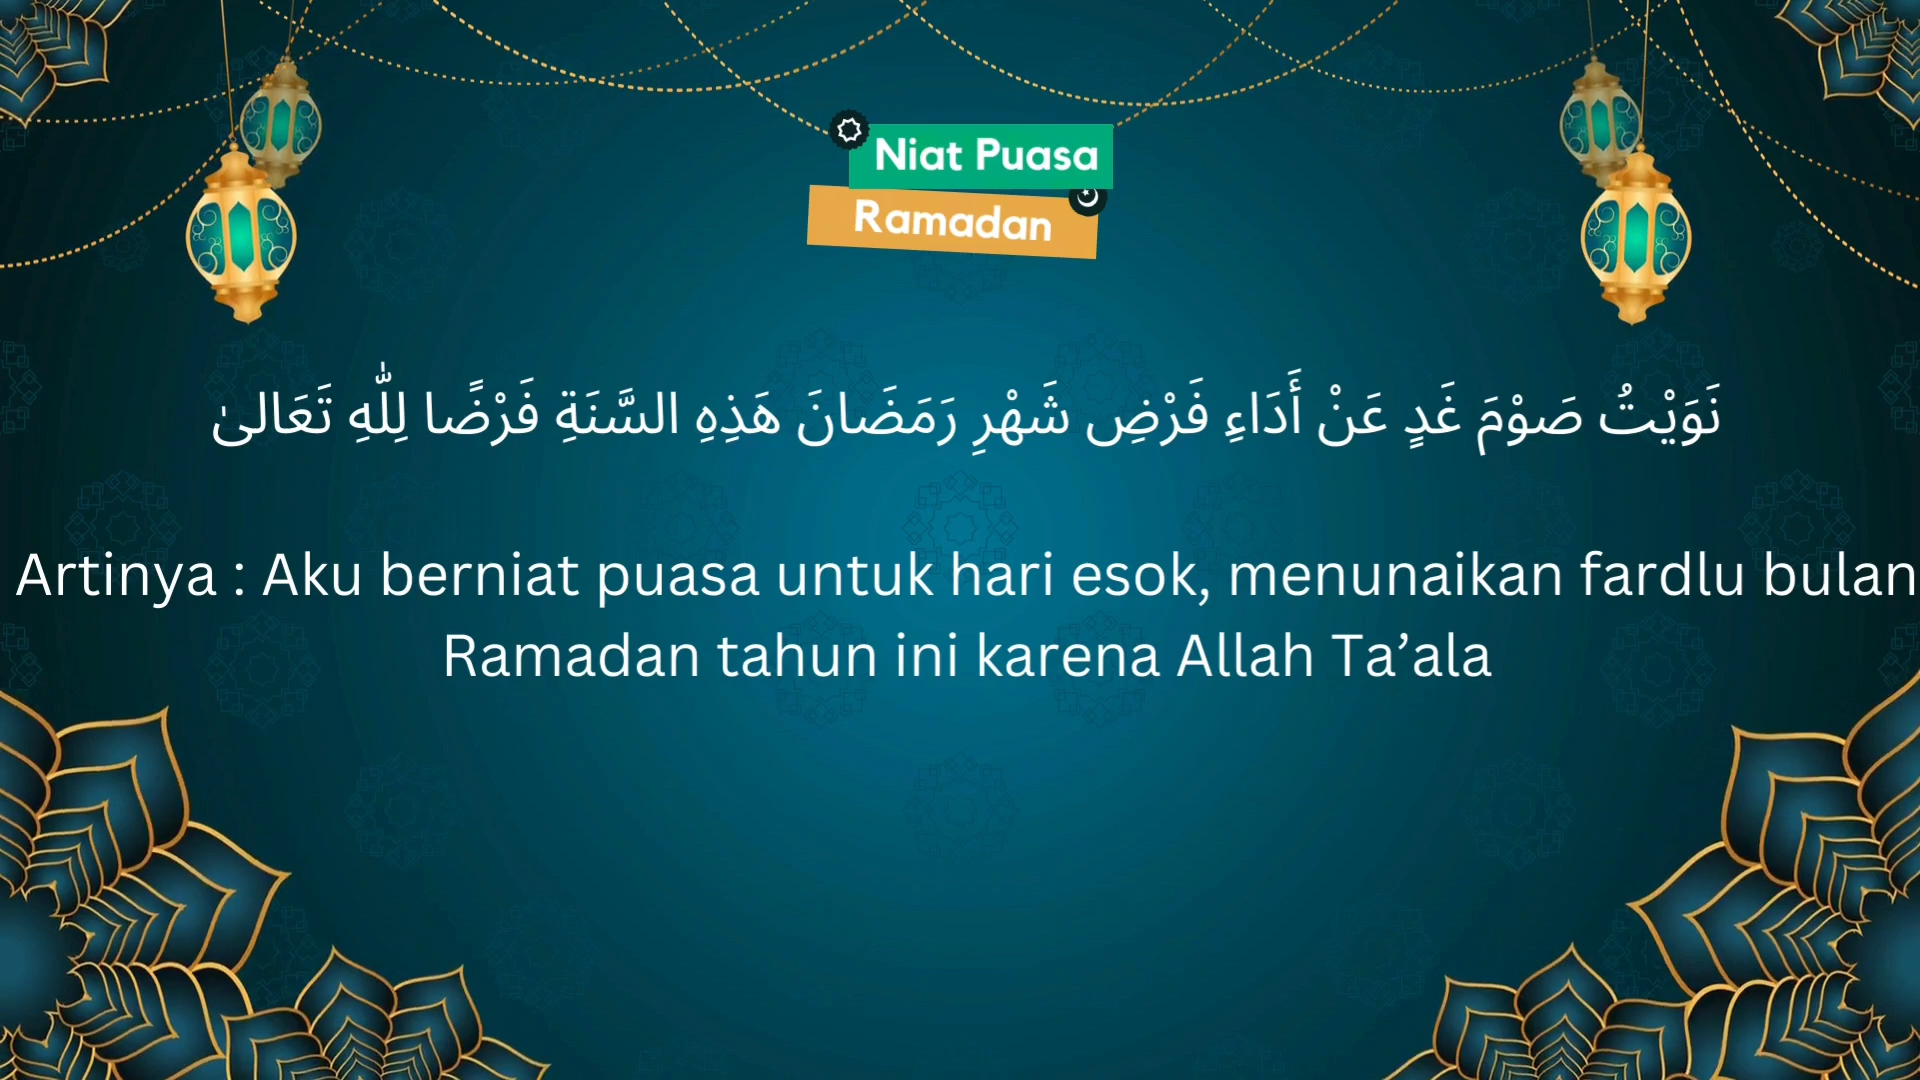 Niat Puasa
Ramadan
نَوَيْتُ صَوْمَ غَدٍ عَنْ أَدَاءِ فَرْضِ شَهْرِ رَمَضَانَ هَذِهِ السَّنَةِ فَرْضًا لِلّٰهِ تَعَالىٰ
Artinya : Aku berniat puasa untuk hari esok, menunaikan fardlu bulan
Ramadan tahun ini karena Allah Ta’ala